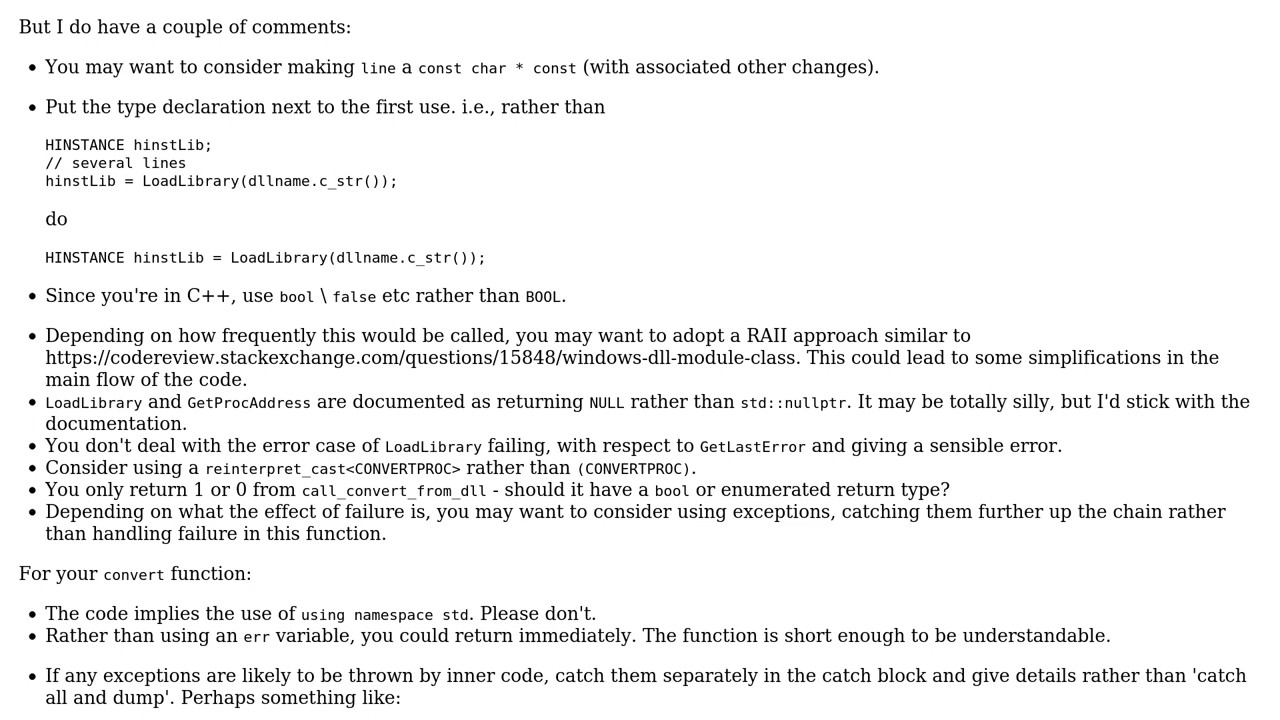 But I do have a couple of comments:
• You may want to consider making line a const char * const (with associated other changes).
• Put the type declaration next to the first use. i.e., rather than
HINSTANCE hinstLib;
// several lines
hinstLib = LoadLibrary(dllname.c_str());
do
HINSTANCE hinstLib = LoadLibrary(dllname.c_str());
• Since you're in C++, use bool \ false etc rather than BOOL.
• Depending on how frequently this would be called, you may want to adopt a RAII approach similar to
https://codereview.stackexchange.com/questions/15848/windows-dll-module-class. This could lead to some simplifications in the
main flow of the code.
• LoadLibrary and GetProcAddress are documented as returning NULL rather than std::nullptr. It may be totally silly, but I'd stick with the
documentation.
• You don't deal with the error case of LoadLibrary failing, with respect to GetLastError and giving a sensible error.
• Consider using a reinterpret_cast<CONVERTPROC> rather than (CONVERTPROC).
• You only return 1 or 0 from call_convert_from_dll - should it have a bool or enumerated return type?
• Depending on what the effect of failure is, you may want to consider using exceptions, catching them further up the chain rather
than handling failure in this function.
For your convert function:
• The code implies the use of using namespace std. Please don't.
• Rather than using an err variable, you could return immediately. The function is short enough to be understandable.
• If any exceptions are likely to be thrown by inner code, catch them separately in the catch block and give details rather than 'catch
all and dump'. Perhaps something like: